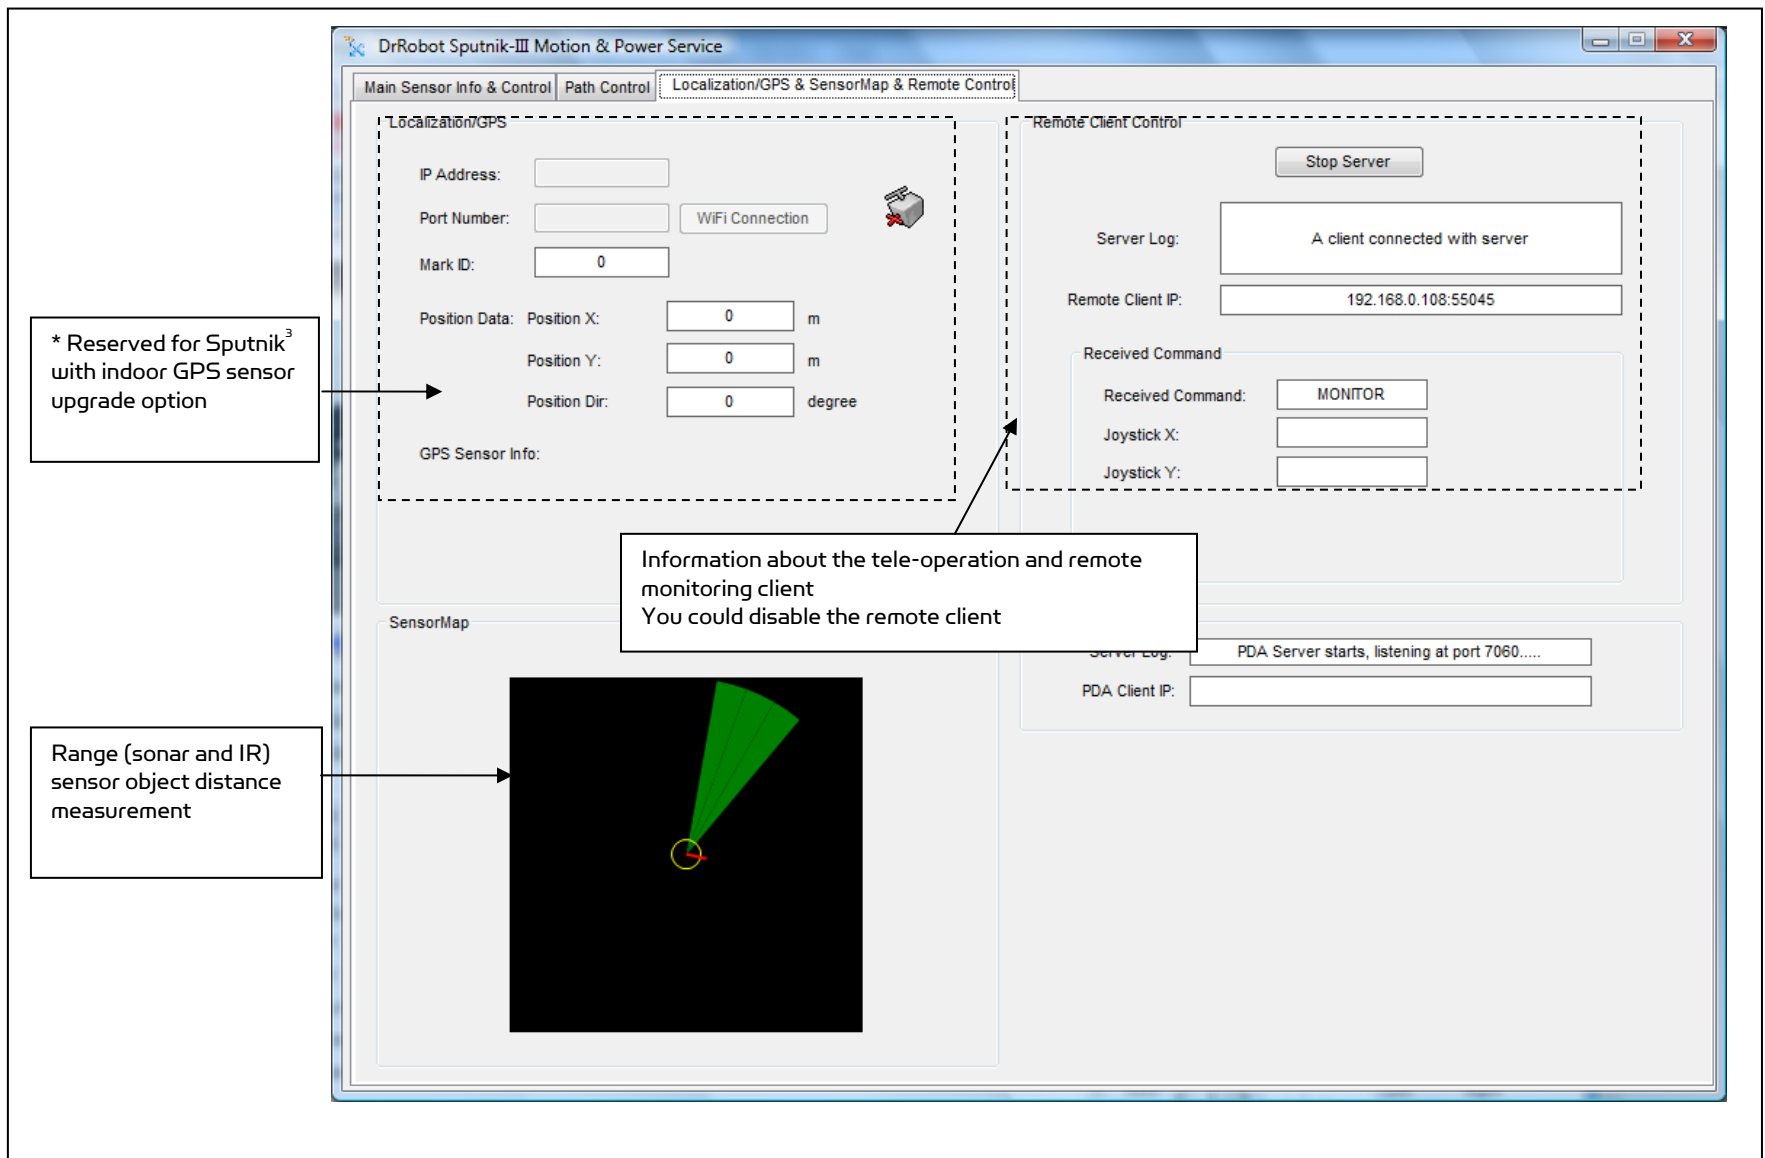 DrRobot Sputnik-III Motion & Power Service
Main Sensor Info & Control
Path Control
Localization/GPS & SensorMap & Remote Control
Localization/GPS
IP Address:
Port Number:
WiFi Connection
Mark ID:
0
Position Data:
Position X:
0
m
Position Y:
0
m
Position Dir:
0
degree
GPS Sensor Info:
Remote Client Control
Stop Server
Server Log:
A client connected with server
Remote Client IP:
192.168.0.108:55045
Received Command
Received Command:
MONITOR
Joystick X:
Joystick Y:
* Reserved for Sputnik³
with indoor GPS sensor
upgrade option
Information about the tele-operation and remote
monitoring client
You could disable the remote client
SensorMap
Server Log:
PDA Server starts, listening at port 7060.....
PDA Client IP:
Range (sonar and IR)
sensor object distance
measurement